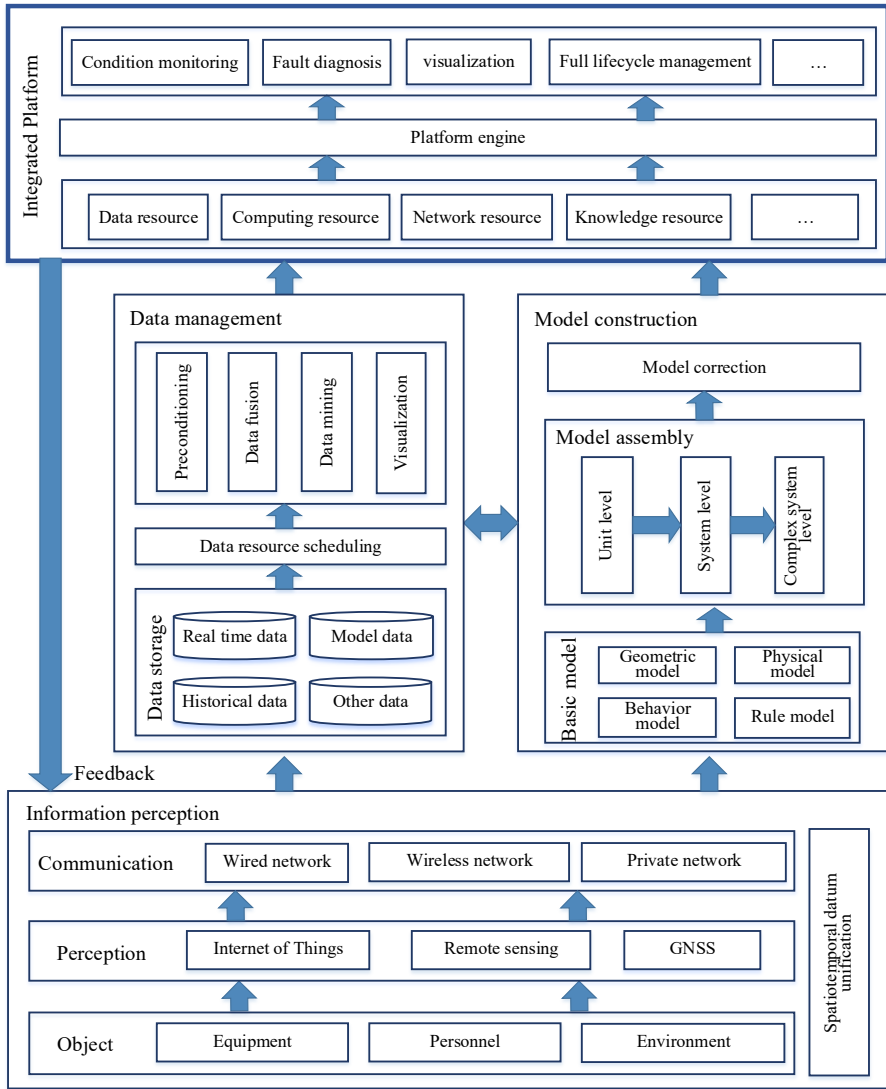 Integrated Platform
Condition monitoring
Fault diagnosis
visualization
Full lifecycle management
...
Platform engine
Data resource
Computing resource
Network resource
Knowledge resource
...
Data management
Preconditioning
Data fusion
Data mining
Visualization
Data resource scheduling
Data storage
Real time data
Model data
Historical data
Other data
Model construction
Model correction
Model assembly
Unit level
System level
Complex system
level
Basic model
Geometric
model
Physical
model
Behavior
model
Rule model
Feedback
Information perception
Communication
Wired network
Wireless network
Private network
Perception
Internet of Things
Remote sensing
GNSS
Object
Equipment
Personnel
Environment
Spatiotemporal datum
unification